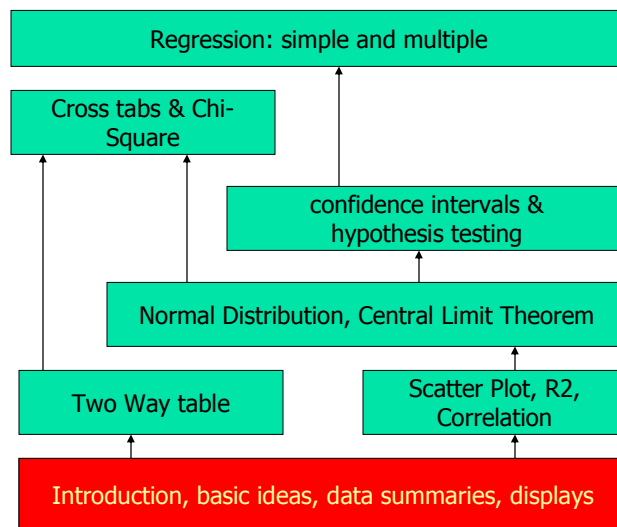 Regression: simple and multiple
Cross tabs & Chi-
Square
confidence intervals &
hypothesis testing
Normal Distribution, Central Limit Theorem
Two Way table
Scatter Plot, R2,
Correlation
Introduction, basic ideas, data summaries, displays